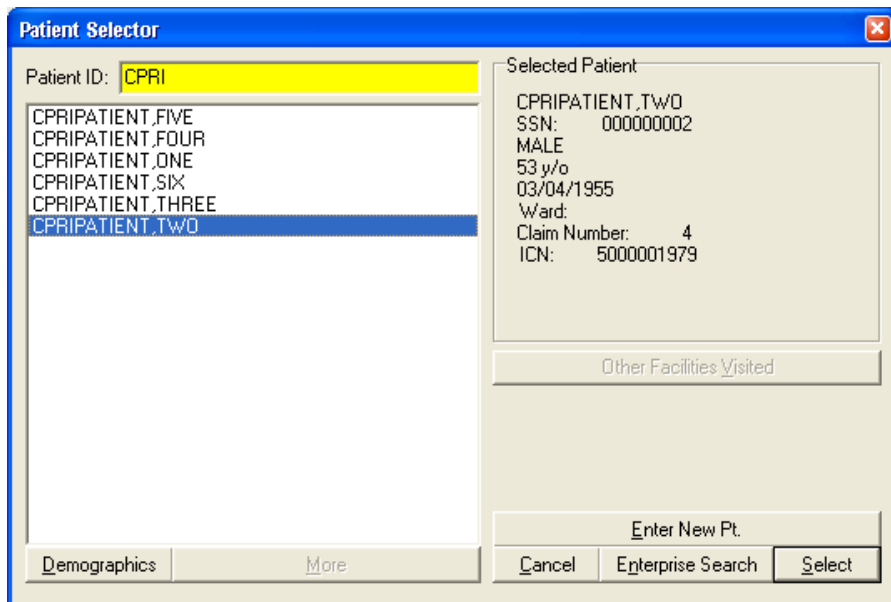 Patient Selector
Patient ID: CPRI
CPRIPATIENT,FIVE
CPRIPATIENT,FOUR
CPRIPATIENT,ONE
CPRIPATIENT,SIX
CPRIPATIENT,THREE
CPRIPATIENT,TWO
Demographics
More
Selected Patient
CPRIPATIENT,TWO
SSN: 000000002
MALE
53 y/o
03/04/1955
Ward:
Claim Number: 4
ICN: 5000001979
Other Facilities Visited
Enter New Pt.
Cancel
Enterprise Search
Select